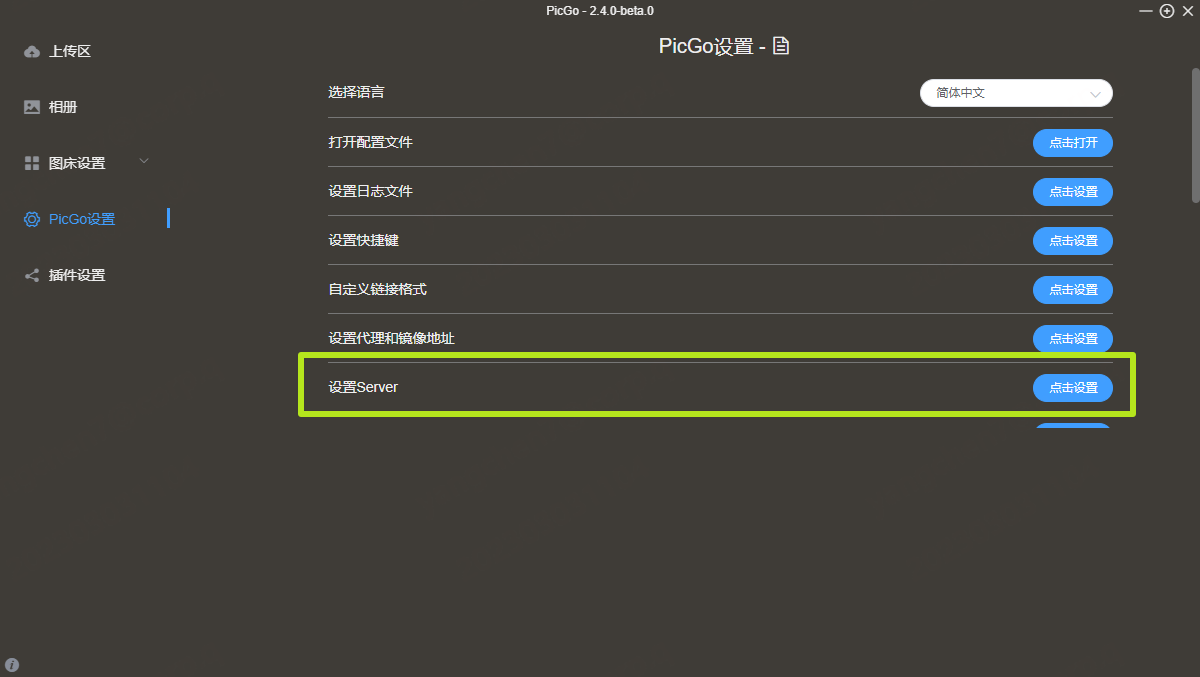 PicGo - 2.4.0-beta.0
上传区
相册
图床设置
PicGo设置
插件设置
PicGo设置 -
选择语言
简体中文
打开配置文件
点击打开
设置日志文件
点击设置
设置快捷键
点击设置
自定义链接格式
点击设置
设置代理和镜像地址
点击设置
设置Server
点击设置